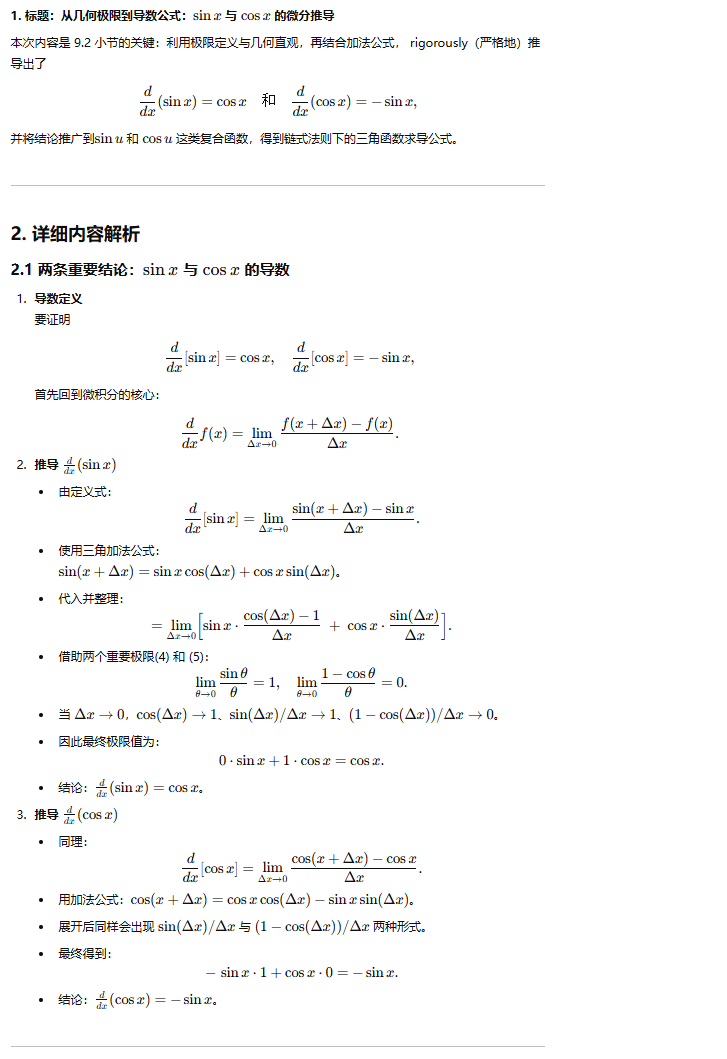 1. 标题：从几何极限到导数公式：sin x 与 cos x 的微分推导
本次内容是 9.2 小节的关键：利用极限定义与几何直观，再结合加法公式， rigorously（严格地）推
导出了
d/dx (sin x) = cos x 和 d/dx (cos x) = − sin x,
并将结论推广到sin u 和 cos u 这类复合函数，得到链式法则下的三角函数求导公式。
2. 详细内容解析
2.1 两条重要结论：sin x 与 cos x 的导数
1. 导数定义
要证明
d/dx [sin x] = cos x, d/dx [cos x] = − sin x,
首先回到微积分的核心：
d/dx f(x) = lim Δx→0 (f(x + Δx) − f(x))/Δx.
2. 推导 d/dx (sin x)
• 由定义式：
d/dx [sin x] = lim Δx→0 (sin(x + Δx) − sin x)/Δx.
• 使用三角加法公式：
sin(x + Δx) = sin x cos(Δx) + cos x sin(Δx)。
• 代入并整理：
= lim Δx→0 [sin x · (cos(Δx) − 1)/Δx + cos x · sin(Δx)/Δx].
• 借助两个重要极限(4) 和 (5)：
lim θ→0 sin θ/θ = 1, lim θ→0 (1 − cos θ)/θ = 0.
• 当 Δx → 0，cos(Δx) → 1、sin(Δx)/Δx → 1、(1 − cos(Δx))/Δx → 0。
• 因此最终极限值为：
0 · sin x + 1 · cos x = cos x.
• 结论：d/dx (sin x) = cos x。
3. 推导 d/dx (cos x)
• 同理：
d/dx [cos x] = lim Δx→0 (cos(x + Δx) − cos x)/Δx.
• 用加法公式：cos(x + Δx) = cos x cos(Δx) − sin x sin(Δx)。
• 展开后同样会出现 sin(Δx)/Δx 与 (1 − cos(Δx))/Δx 两种形式。
• 最终得到：
− sin x · 1 + cos x · 0 = − sin x.
• 结论：d/dx (cos x) = − sin x。